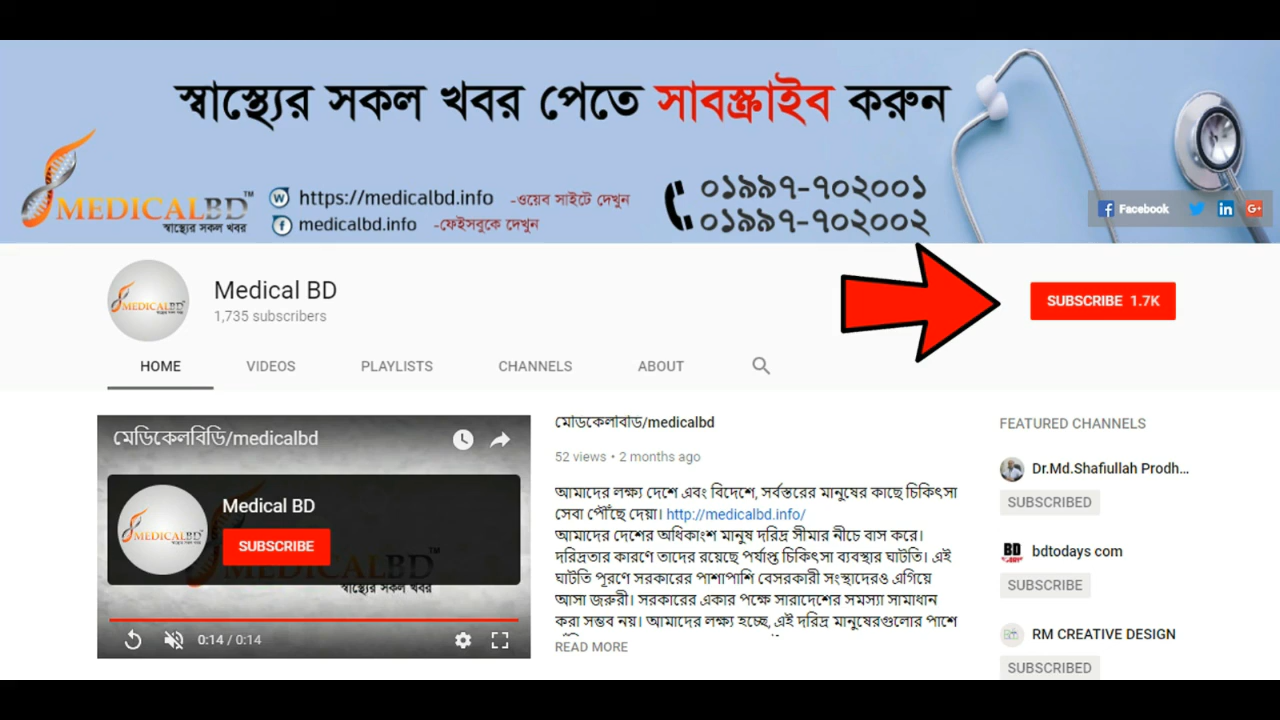 স্বাস্থ্যের সকল খবর পেতে সাবস্ক্রাইব করুন
MEDICALBD™
স্বাস্থ্যের সকল খবর
https://medicalbd.info -ওয়েব সাইটে দেখুন
medicalbd.info -ফেইসবুকে দেখুন
০১৯৯৭-৭০২০০১
০১৯৯৭-৭০২০০২
Facebook
Medical BD
1,735 subscribers
SUBSCRIBE 1.7K
HOME VIDEOS PLAYLISTS CHANNELS ABOUT
মেডিকেলবিডি/medicalbd
Medical BD
SUBSCRIBE
স্বাস্থ্যের সকল খবর
0:14 / 0:14
মেডিকেলবিডি/medicalbd
52 views • 2 months ago
আমাদের লক্ষ্য দেশে এবং বিদেশে, সর্বস্তরের মানুষের কাছে চিকিৎসা
সেবা পৌঁছে দেয়া। http://medicalbd.info/
আমাদের দেশের অধিকাংশ মানুষ দরিদ্র সীমার নীচে বাস করে।
দরিদ্রতার কারণে তাদের রয়েছে পর্যাপ্ত চিকিৎসা ব্যবস্থার ঘাটতি। এই
ঘাটতি পূরণে সরকারের পাশাপাশি বেসরকারী সংস্থাদেরও এগিয়ে
আসা জরুরী। সরকারের একার পক্ষে সারাদেশের সমস্যা সামাধান
করা সম্ভব নয়। আমাদের লক্ষ্য হচ্ছে, এই দরিদ্র মানুষেরগুলোর পাশে
READ MORE
FEATURED CHANNELS
Dr.Md.Shafiullah Prodh...
SUBSCRIBED
bdtodays com
SUBSCRIBE
RM CREATIVE DESIGN
SUBSCRIBED